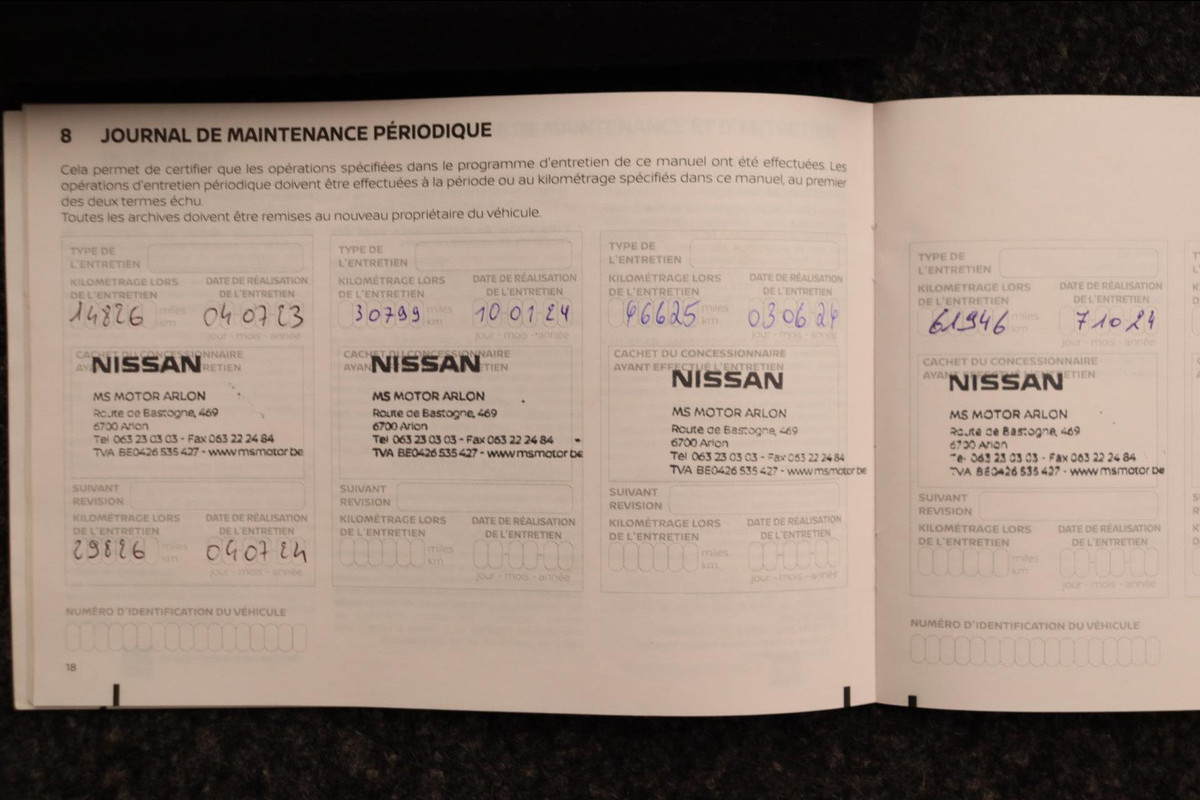 8 JOURNAL DE MAINTENANCE PÉRIODIQUE
Cela permet de certifier que les opérations spécifiées dans le programme d'entretien de ce manuel ont été effectuées. Les
opérations d'entretien périodique doivent être effectuées à la période ou au kilométrage spécifiés dans ce manuel, au premier
des deux termes échu.
Toutes les archives doivent être remises au nouveau propriétaire du véhicule.
TYPE DE
L'ENTRETIEN
KILOMÉTRAGE LORS DATE DE RÉALISATION
DE L'ENTRETIEN DE L'ENTRETIEN
14826 miles 04 07 23
km
jour - mois - année
CACHET DU CONCESSIONNAIRE
NISSAN
MS MOTOR ARLON
Route de Bastogne, 469
6700 Arlon
Tel 063 23 03 03 - Fax 063 22 24 84
TVA BE0426 535 427 - www.msmotor.be
SUIVANT
REVISION
KILOMÉTRAGE LORS DATE DE RÉALISATION
DE L'ENTRETIEN DE L'ENTRETIEN
29826 miles 04 07 24
km
jour - mois - année
NUMÉRO D'IDENTIFICATION DU VÉHICULE
18
TYPE DE
L'ENTRETIEN
KILOMÉTRAGE LORS DATE DE RÉALISATION
DE L'ENTRETIEN DE L'ENTRETIEN
30799 miles 10 01 24
km
jour - mois - année
CACHET DU CONCESSIONNAIRE
NISSAN
MS MOTOR ARLON
Route de Bastogne, 469
6700 Arlon
Tel 063 23 03 03 - Fax 063 22 24 84
TVA BE0426 535 427 - www.msmotor.be
SUIVANT
REVISION
KILOMÉTRAGE LORS DATE DE RÉALISATION
DE L'ENTRETIEN DE L'ENTRETIEN
miles
km
jour - mois - année
TYPE DE
L'ENTRETIEN
KILOMÉTRAGE LORS DATE DE RÉALISATION
DE L'ENTRETIEN DE L'ENTRETIEN
46625 miles 03 06 24
km
jour - mois - année
CACHET DU CONCESSIONNAIRE
AYANT EFFECTUÉ L'ENTRETIEN
NISSAN
MS MOTOR ARLON
Route de Bastogne, 469
6700 Arlon
Tel 063 23 03 03 - Fax 063 22 24 84
TVA BE0426 535 427 - www.msmotor.be
SUIVANT
REVISION
KILOMÉTRAGE LORS DATE DE RÉALISATION
DE L'ENTRETIEN DE L'ENTRETIEN
miles
km
jour - mois - année
TYPE DE
L'ENTRETIEN
KILOMÉTRAGE LORS DATE DE RÉALISATION
DE L'ENTRETIEN DE L'ENTRETIEN
61946 miles 7 10 24
km
jour - mois - année
CACHET DU CONCESSIONNAIRE
NISSAN
MS MOTOR ARLON
Route de Bastogne, 469
6700 Arlon
Te- 063 23 03 03 - Fax 063 22 24 84
TVA BE0426 535 427 - www.msmotor.be
SUIVANT
REVISION
KILOMÉTRAGE LORS DATE DE RÉALISATION
DE L'ENTRETIEN DE L'ENTRETIEN
miles
km
jour - mois - année
NUMÉRO D'IDENTIFICATION DU VÉHICULE